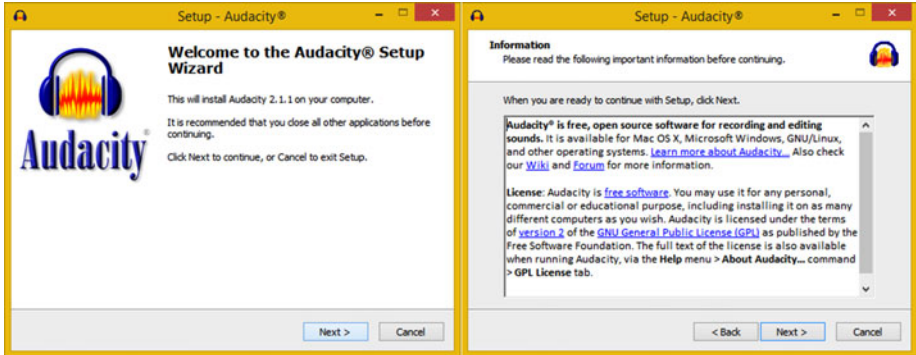 Setup - Audacity®
Welcome to the Audacity® Setup
Wizard
This will install Audacity 2.1.1 on your computer.
It is recommended that you close all other applications before
continuing.
Click Next to continue, or Cancel to exit Setup.
Audacity®
Next >
Cancel
Setup - Audacity®
Information
Please read the following important information before continuing.
When you are ready to continue with Setup, click Next.
Audacity® is free, open source software for recording and editing
sounds. It is available for Mac OS X, Microsoft Windows, GNU/Linux,
and other operating systems. Learn more about Audacity... Also check
our Wiki and Forum for more information.
License: Audacity is free software. You may use it for any personal,
commercial or educational purpose, including installing it on as many
different computers as you wish. Audacity is licensed under the terms
of version 2 of the GNU General Public License (GPL) as published by the
Free Software Foundation. The full text of the license is also available
when running Audacity, via the Help menu > About Audacity... command
> GPL License tab.
< Back
Next >
Cancel